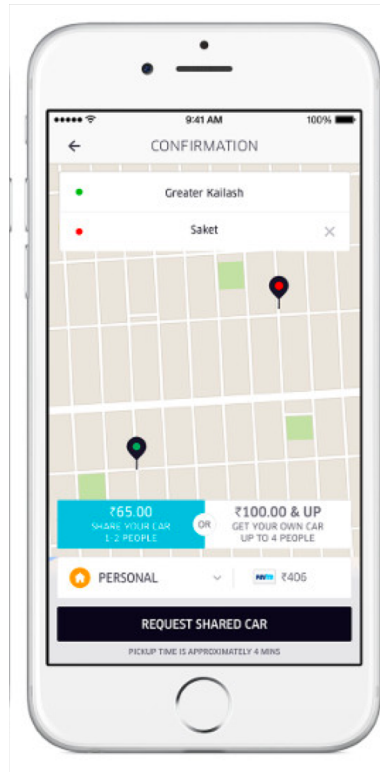 9:41 AM
100%
CONFIRMATION
Greater Kailash
Saket
₹65.00
SHARE YOUR CAR
1-2 PEOPLE
OR
₹100.00 & UP
GET YOUR OWN CAR
UP TO 4 PEOPLE
PERSONAL
Paytm ₹406
REQUEST SHARED CAR
PICKUP TIME IS APPROXIMATELY 4 MINS